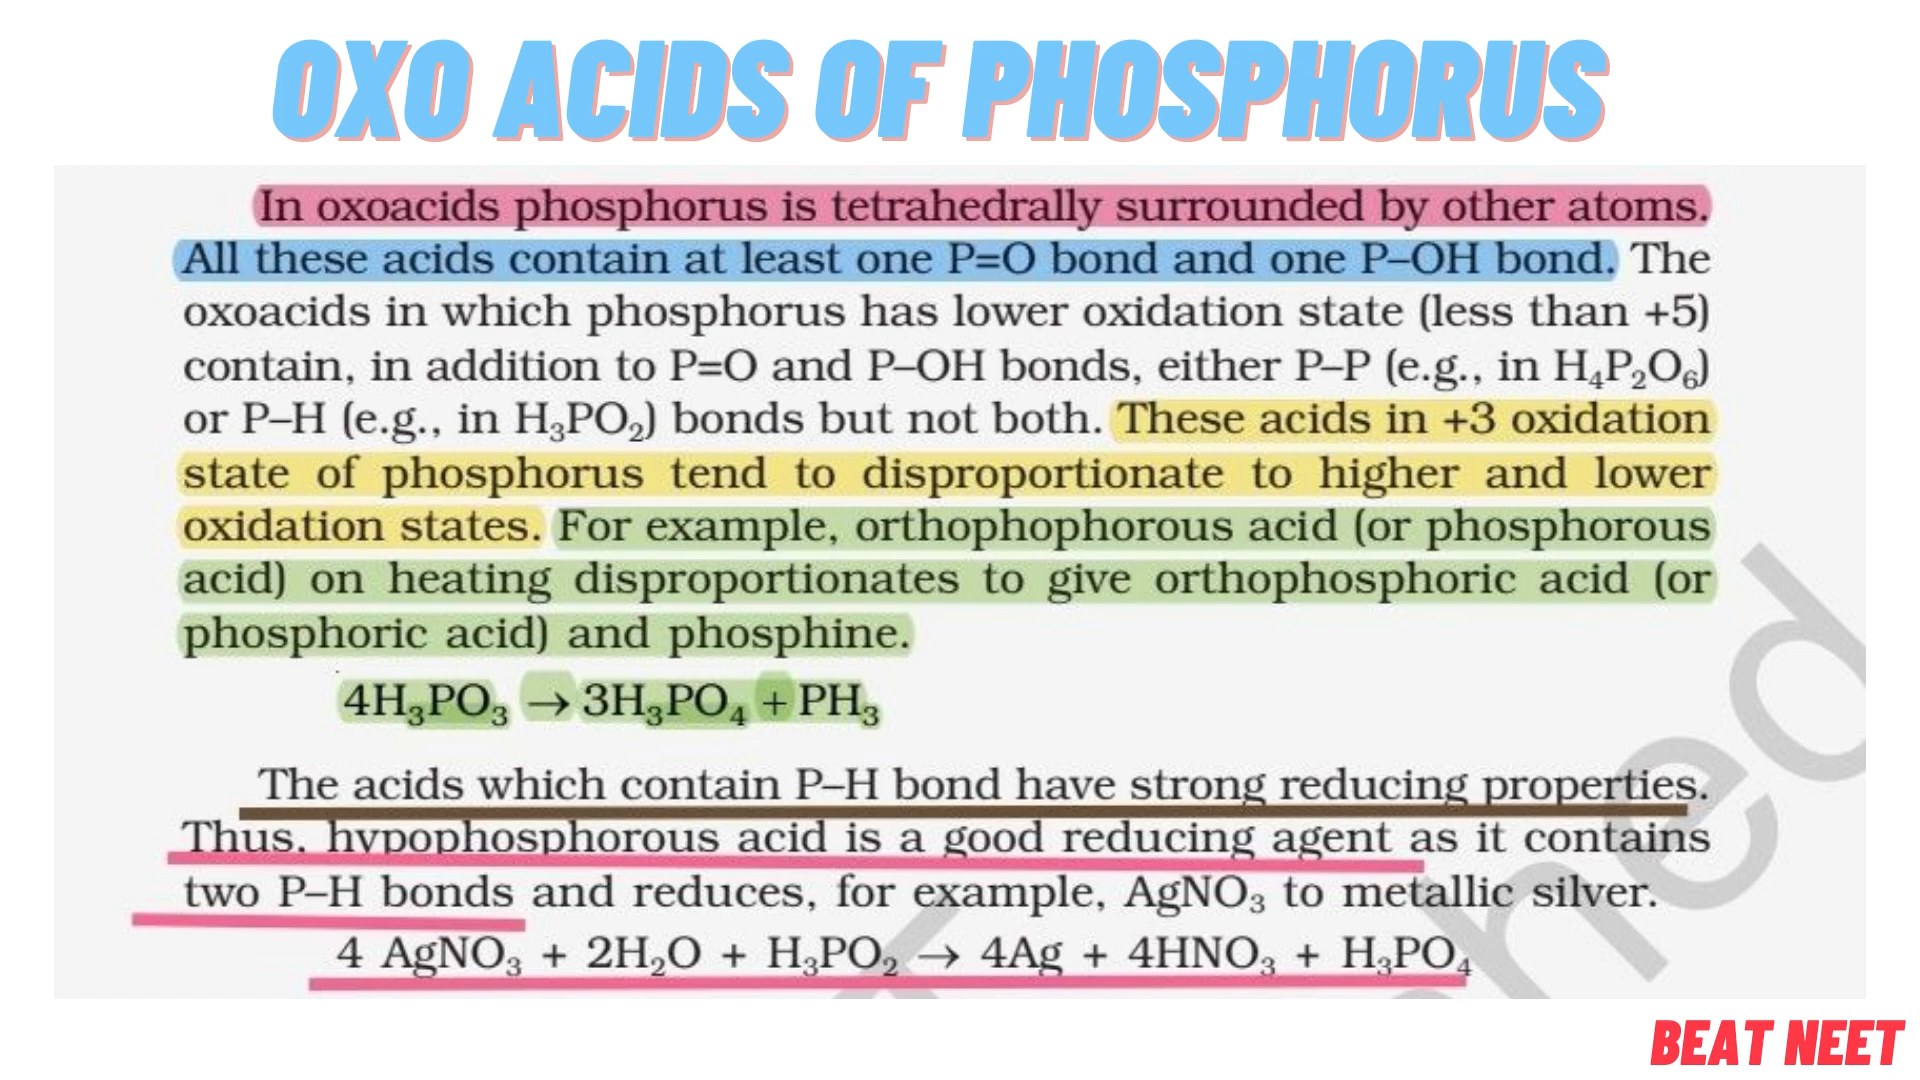 OXO ACIDS OF PHOSPHORUS
In oxoacids phosphorus is tetrahedrally surrounded by other atoms.
All these acids contain at least one P=O bond and one P–OH bond. The
oxoacids in which phosphorus has lower oxidation state (less than +5)
contain, in addition to P=O and P–OH bonds, either P–P (e.g., in H₄P₂O₆)
or P–H (e.g., in H₃PO₂) bonds but not both. These acids in +3 oxidation
state of phosphorus tend to disproportionate to higher and lower
oxidation states. For example, orthophophorous acid (or phosphorous
acid) on heating disproportionates to give orthophosphoric acid (or
phosphoric acid) and phosphine.
4H₃PO₃ → 3H₃PO₄ + PH₃
The acids which contain P–H bond have strong reducing properties.
Thus, hypophosphorous acid is a good reducing agent as it contains
two P–H bonds and reduces, for example, AgNO₃ to metallic silver.
4 AgNO₃ + 2H₂O + H₃PO₂ → 4Ag + 4HNO₃ + H₃PO₄
BEAT NEET